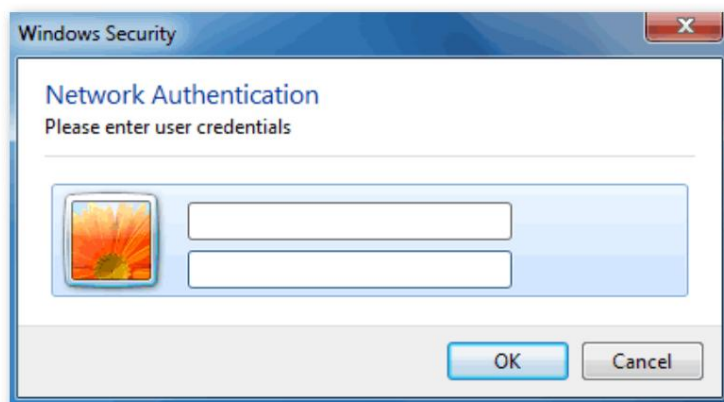 Windows Security
Network Authentication
Please enter user credentials
OK
Cancel